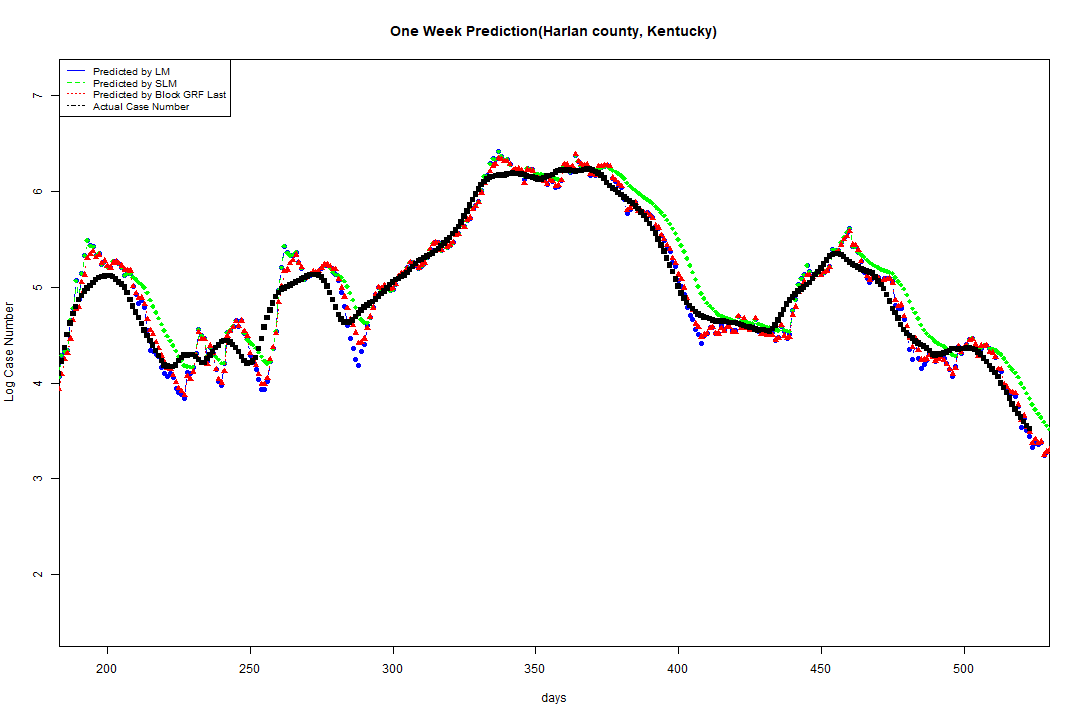 One Week Prediction(Harlan county, Kentucky)
Predicted by LM
Predicted by SLM
Predicted by Block GRF Last
Actual Case Number
7
6
5
4
3
2
Log Case Number
200 250 300 350 400 450 500
days